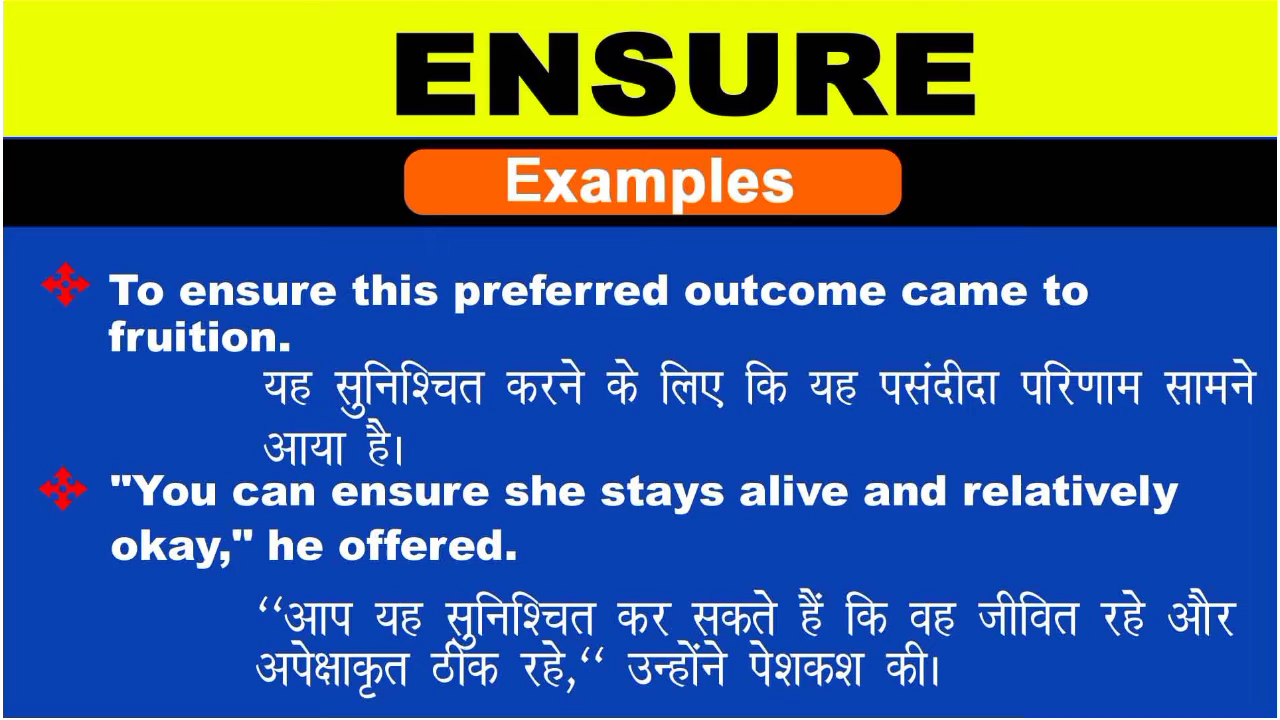 ENSURE
Examples
To ensure this preferred outcome came to
fruition.
यह सुनिश्चित करने के लिए कि यह पसंदीदा परिणाम सामने
आया है।
"You can ensure she stays alive and relatively
okay," he offered.
‘‘आप यह सुनिश्चित कर सकते हैं कि वह जीवित रहे और
अपेक्षाकृत ठीक रहे,‘‘ उन्होंने पेशकश की।